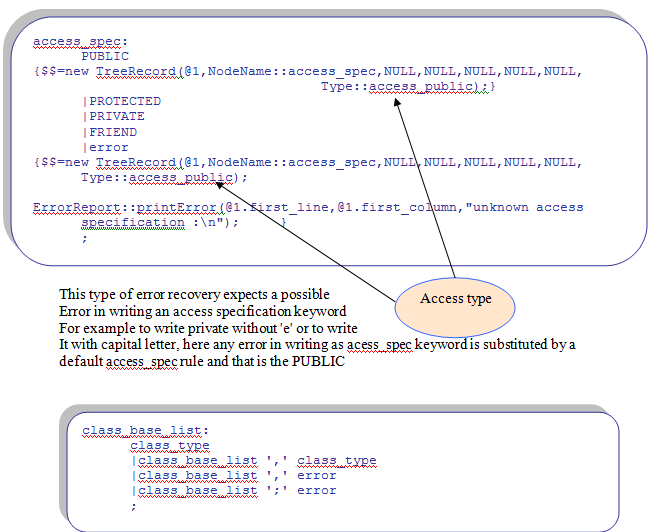 access_spec:
PUBLIC
{$$=new TreeRecord(@1,NodeName::access_spec,NULL,NULL,NULL,NULL,NULL,
Type::access_public);}
|PROTECTED
|PRIVATE
|FRIEND
|error
{$$=new TreeRecord(@1,NodeName::access_spec,NULL,NULL,NULL,NULL,NULL,
Type::access_public);
ErrorReport::printError(@1.first_line,@1.first_column,"unknown access
specification :\n"); }
;
Access type
This type of error recovery expects a possible
Error in writing an access specification keyword
For example to write private without 'e' or to write
It with capital letter, here any error in writing as acess_spec keyword is substituted by a
default access_spec rule and that is the PUBLIC
class_base_list:
class_type
|class_base_list ',' class_type
|class_base_list ',' error
|class_base_list ';' error
;